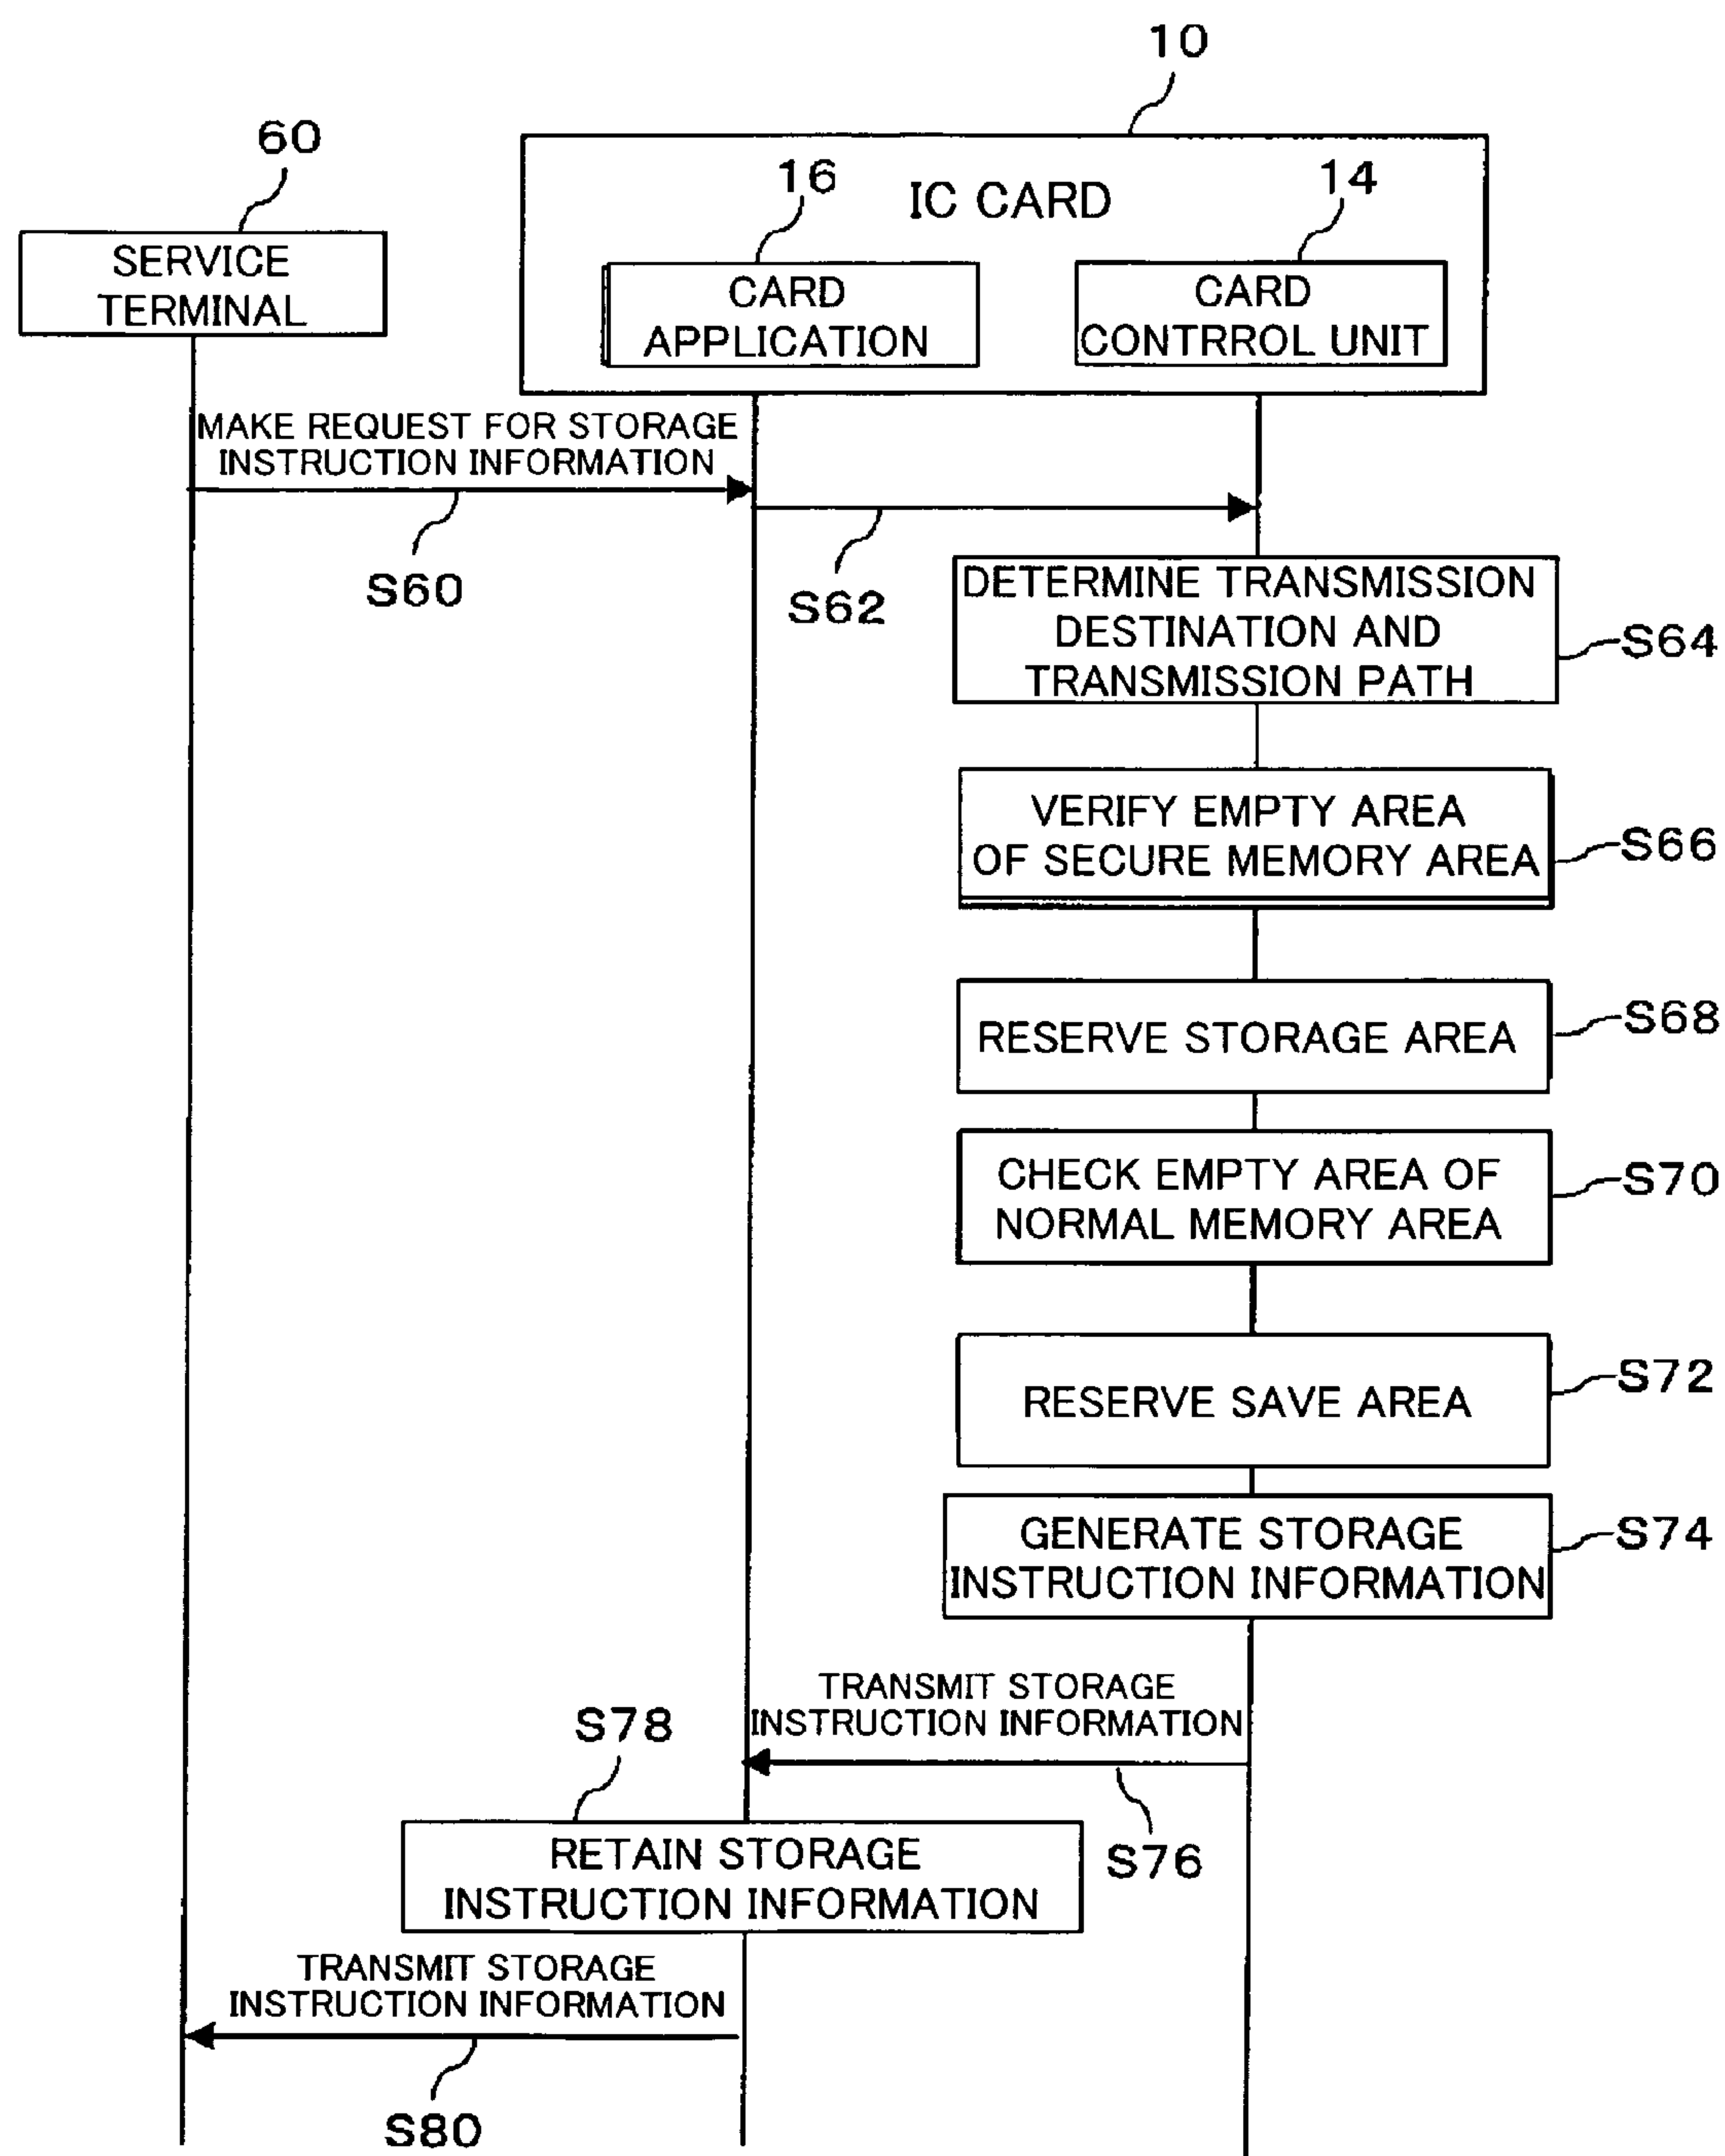 10
60
16
IC CARD
14
SERVICE
TERMINAL
CARD
APPLICATION
CARD
CONTRROL UNIT
MAKE REQUEST FOR STORAGE
INSTRUCTION INFORMATION
S60
S62
DETERMINE TRANSMISSION
DESTINATION AND
TRANSMISSION PATH
S64
VERIFY EMPTY AREA
OF SECURE MEMORY AREA
S66
RESERVE STORAGE AREA
S68
CHECK EMPTY AREA OF
NORMAL MEMORY AREA
S70
RESERVE SAVE AREA
S72
GENERATE STORAGE
INSTRUCTION INFORMATION
S74
TRANSMIT STORAGE
INSTRUCTION INFORMATION
S76
S78
RETAIN STORAGE
INSTRUCTION INFORMATION
TRANSMIT STORAGE
INSTRUCTION INFORMATION
S80